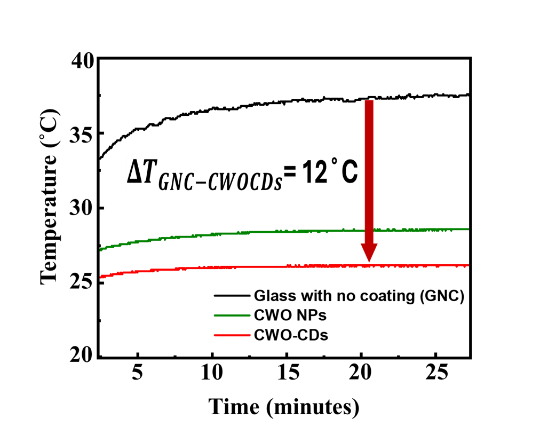 40
35
30
25
20
Temperature (˚C)
ΔT_GNC−CWOCDs = 12˚C
Glass with no coating (GNC)
CWO NPs
CWO-CDs
5 10 15 20 25
Time (minutes)